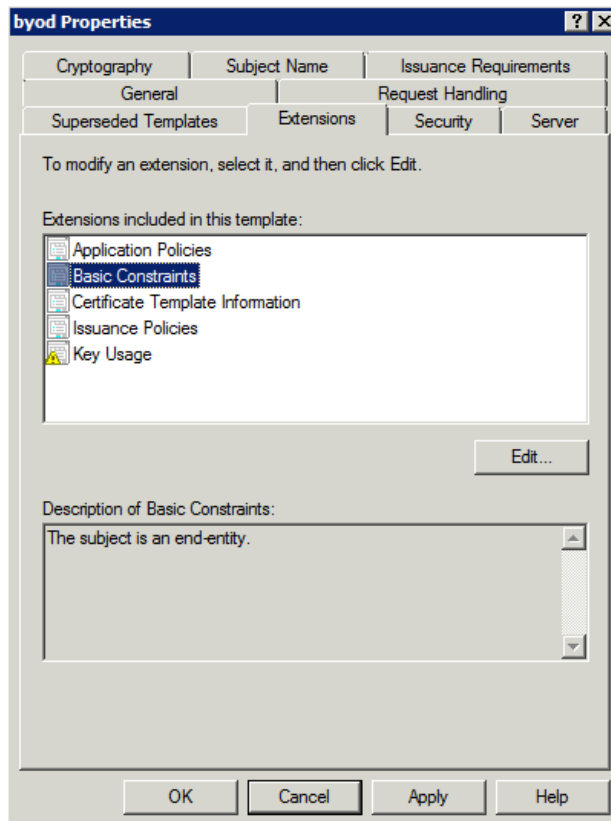 byod Properties
Cryptography Subject Name Issuance Requirements
General Request Handling
Superseded Templates Extensions Security Server
To modify an extension, select it, and then click Edit.
Extensions included in this template:
Application Policies
Basic Constraints
Certificate Template Information
Issuance Policies
Key Usage
Edit...
Description of Basic Constraints:
The subject is an end-entity.
OK Cancel Apply Help